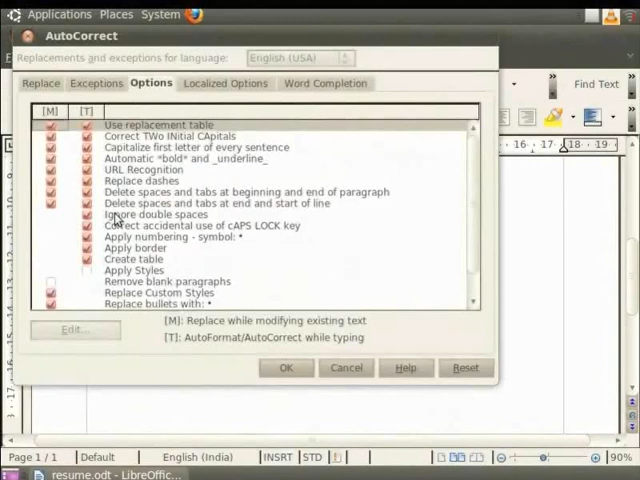 Applications Places System
AutoCorrect
Replacements and exceptions for language: English (USA)
Replace Exceptions Options Localized Options Word Completion
Find Text
[M] [T]
Use replacement table
Correct TWo INitial CApitals
Capitalize first letter of every sentence
Automatic *bold* and _underline_
URL Recognition
Replace dashes
Delete spaces and tabs at beginning and end of paragraph
Delete spaces and tabs at end and start of line
Ignore double spaces
Correct accidental use of cAPS LOCK key
Apply numbering - symbol: •
Apply border
Create table
Apply Styles
Remove blank paragraphs
Replace Custom Styles
Replace bullets with: •
16 17 18 19
Edit...
[M]: Replace while modifying existing text
[T]: AutoFormat/AutoCorrect while typing
OK Cancel Help Reset
Page 1 / 1 Default English (India) INSRT STD 90%
resume.odt - LibreOffic...